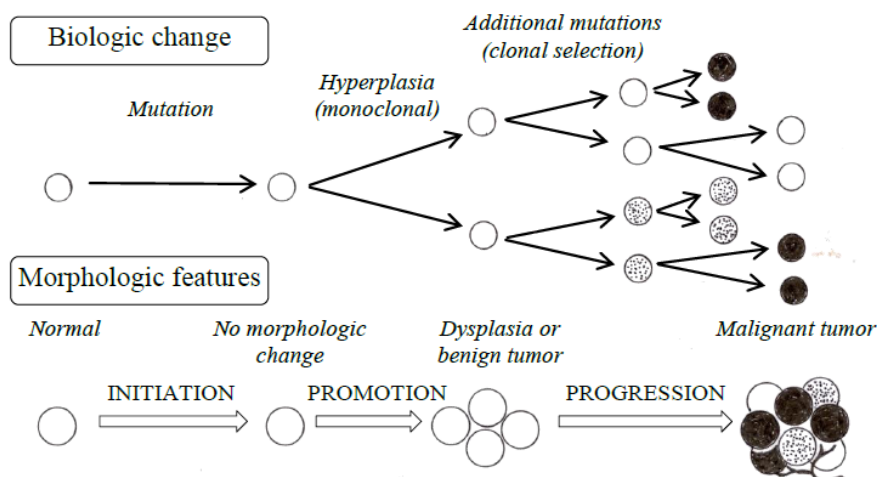 Biologic change
Additional mutations
(clonal selection)
Hyperplasia
(monoclonal)
Mutation
Morphologic features
Normal
No morphologic
change
Dysplasia or
benign tumor
Malignant tumor
INITIATION
PROMOTION
PROGRESSION